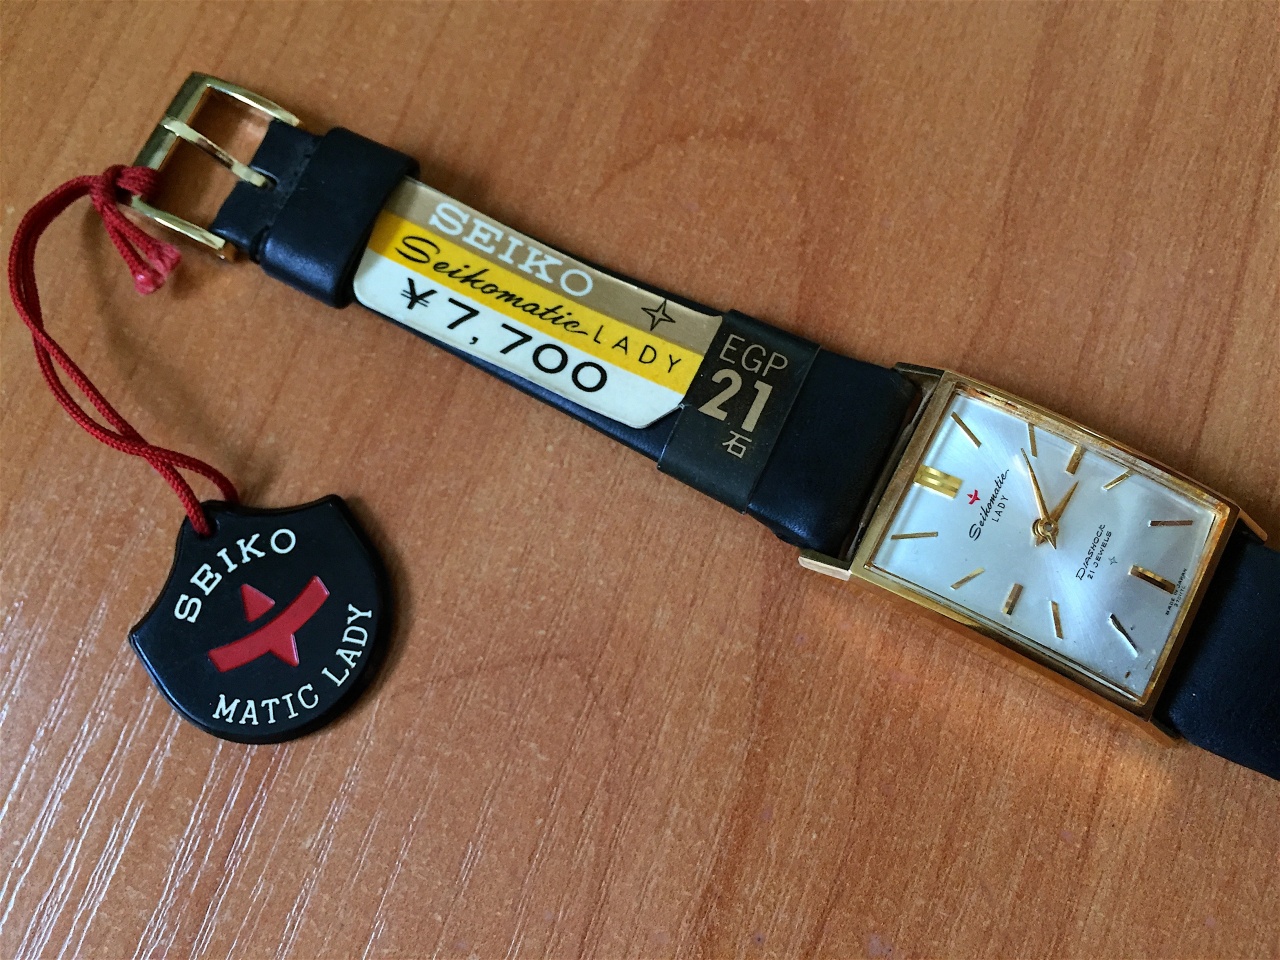 SEIKO
Seikomatic LADY
¥7,700
EGP
21
石
SEIKO
MATIC LADY
Seikomatic
LADY
DIASHOCK
21 JEWELS
MADE IN JAPAN